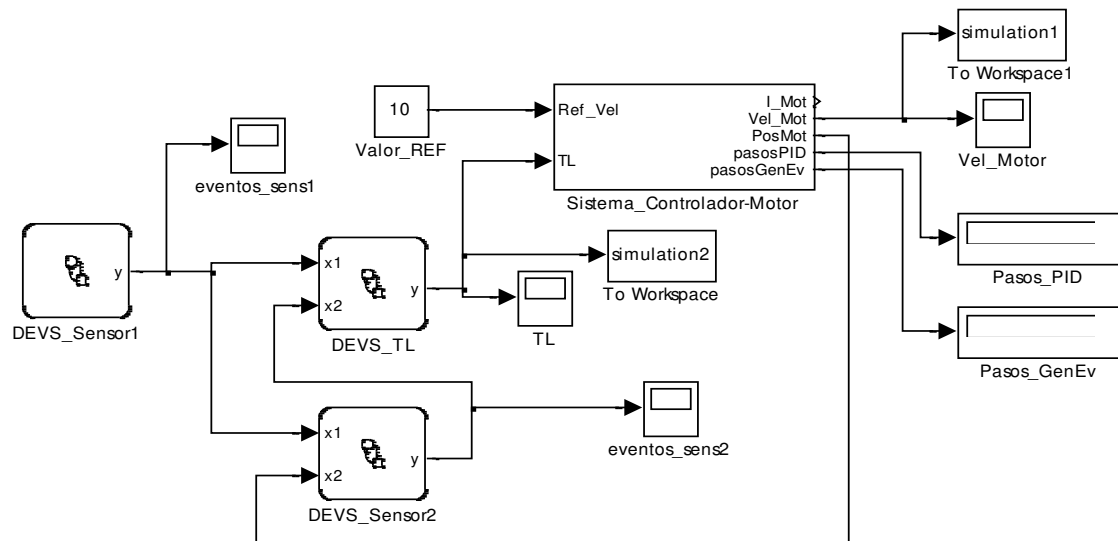 simulation1
To Workspace1
10
Valor_REF
Ref_Vel
TL
I_Mot
Vel_Mot
PosMot
pasosPID
pasosGenEv
Sistema_Controlador-Motor
Vel_Motor
eventos_sens1
y
DEVS_Sensor1
x1
x2
y
DEVS_TL
simulation2
To Workspace
TL
Pasos_PID
Pasos_GenEv
x1
x2
y
DEVS_Sensor2
eventos_sens2